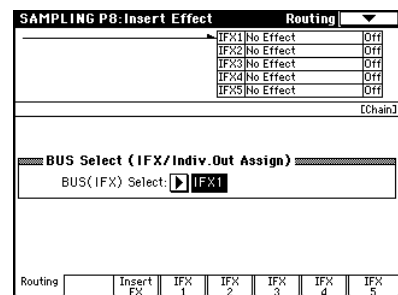 SAMPLING P8:Insert Effect Routing
IFX1 No Effect Off
IFX2 No Effect Off
IFX3 No Effect Off
IFX4 No Effect Off
IFX5 No Effect Off
[Chain]
BUS Select (IFX/Indiv.Out Assign)
BUS(IFX) Select: IFX1
Routing Insert FX IFX 1 IFX 2 IFX 3 IFX 4 IFX 5